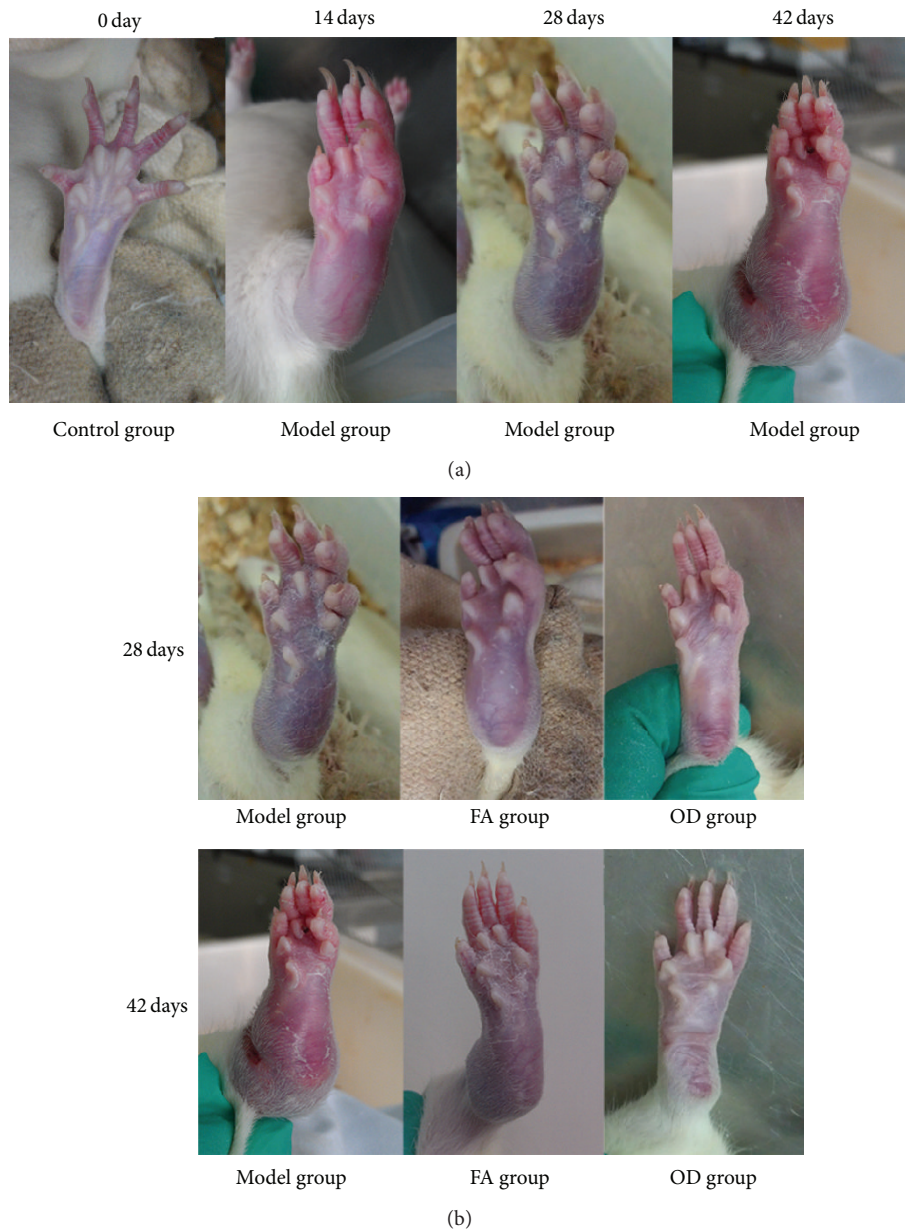 0 day 14 days 28 days 42 days
Control group Model group Model group Model group
(a)
28 days
Model group FA group OD group
42 days
Model group FA group OD group
(b)